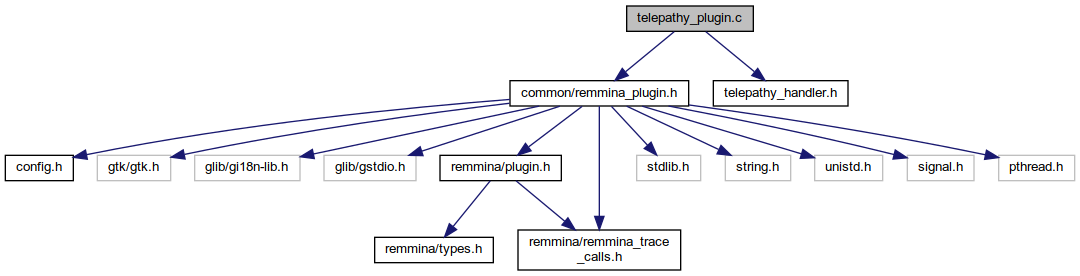 telepathy_plugin.c
common/remmina_plugin.h
telepathy_handler.h
config.h
gtk/gtk.h
glib/gi18n-lib.h
glib/gstdio.h
remmina/plugin.h
stdlib.h
string.h
unistd.h
signal.h
pthread.h
remmina/types.h
remmina/remmina_trace
_calls.h